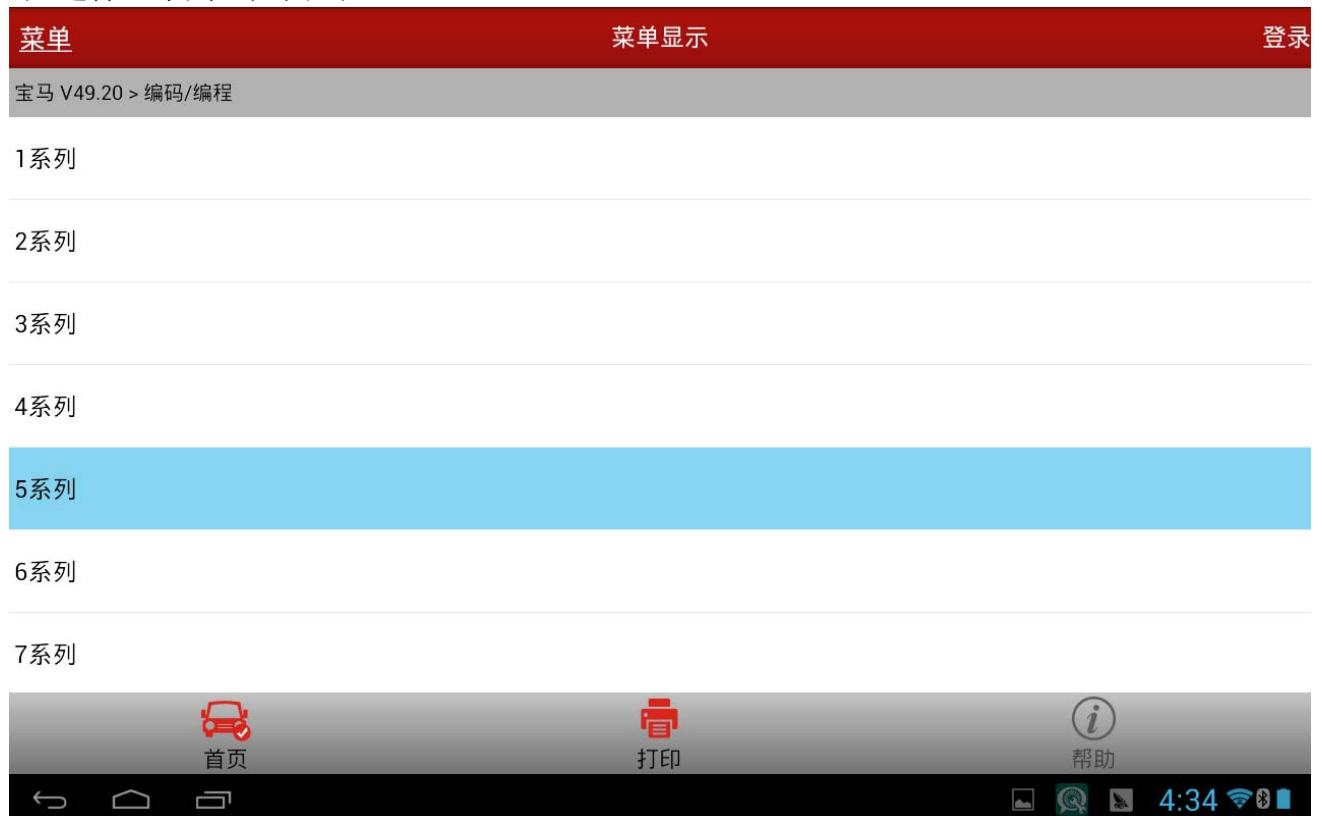 菜单 菜单显示 登录
宝马 V49.20 > 编码/编程
1系列
2系列
3系列
4系列
5系列
6系列
7系列
首页 打印 帮助
4:34